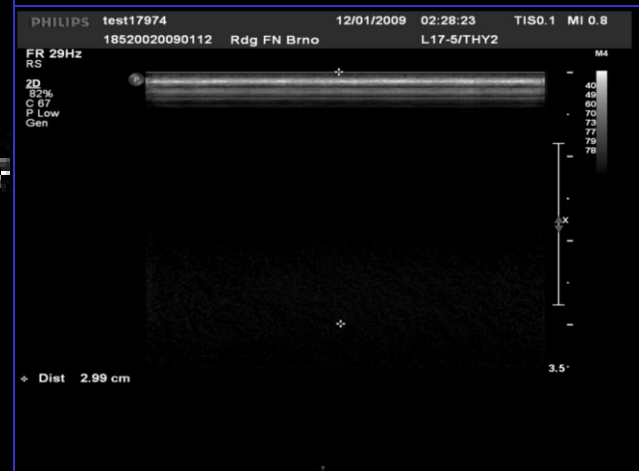 PHILIPS test17974 12/01/2009 02:28:23 TIS0.1 MI 0.8
18520020090112 Rdg FN Brno L17-5/THY2
FR 29Hz
RS
M4
2D
82%
C 67
P Low
Gen
P
40
49
60
70
73
77
79
78
X
3.5
Dist 2.99 cm